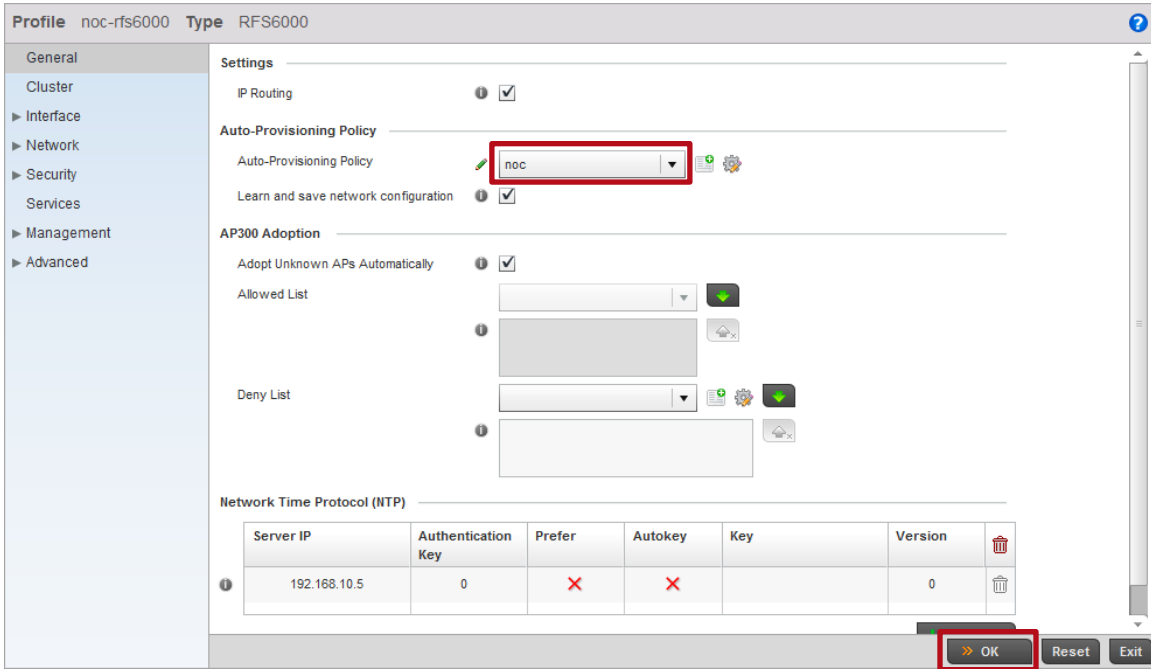 Profile noc-rfs6000 Type RFS6000
General
Cluster
Interface
Network
Security
Services
Management
Advanced
Settings
IP Routing
Auto-Provisioning Policy
Auto-Provisioning Policy noc
Learn and save network configuration
AP300 Adoption
Adopt Unknown APs Automatically
Allowed List
Deny List
Network Time Protocol (NTP)
Server IP Authentication Key Prefer Autokey Key Version
192.168.10.5 0 0
OK Reset Exit